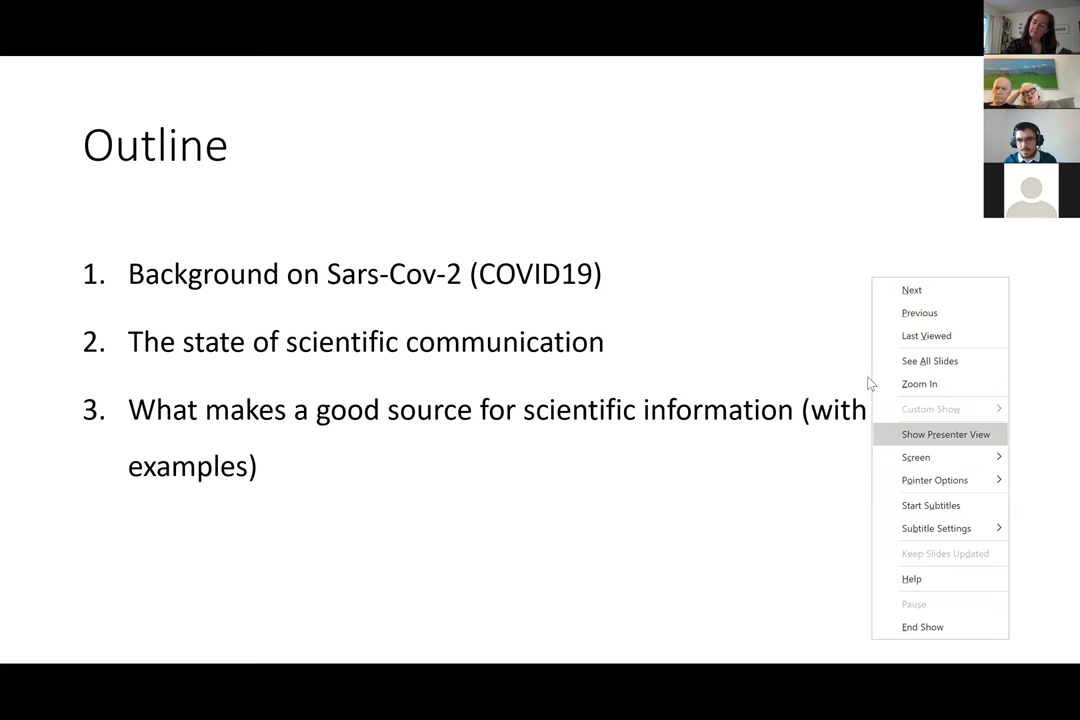 Outline
1. Background on Sars-Cov-2 (COVID19)
2. The state of scientific communication
3. What makes a good source for scientific information (with
examples)
Next
Previous
Last Viewed
See All Slides
Zoom In
Custom Show
Show Presenter View
Screen
Pointer Options
Start Subtitles
Subtitle Settings
Keep Slides Updated
Help
Pause
End Show